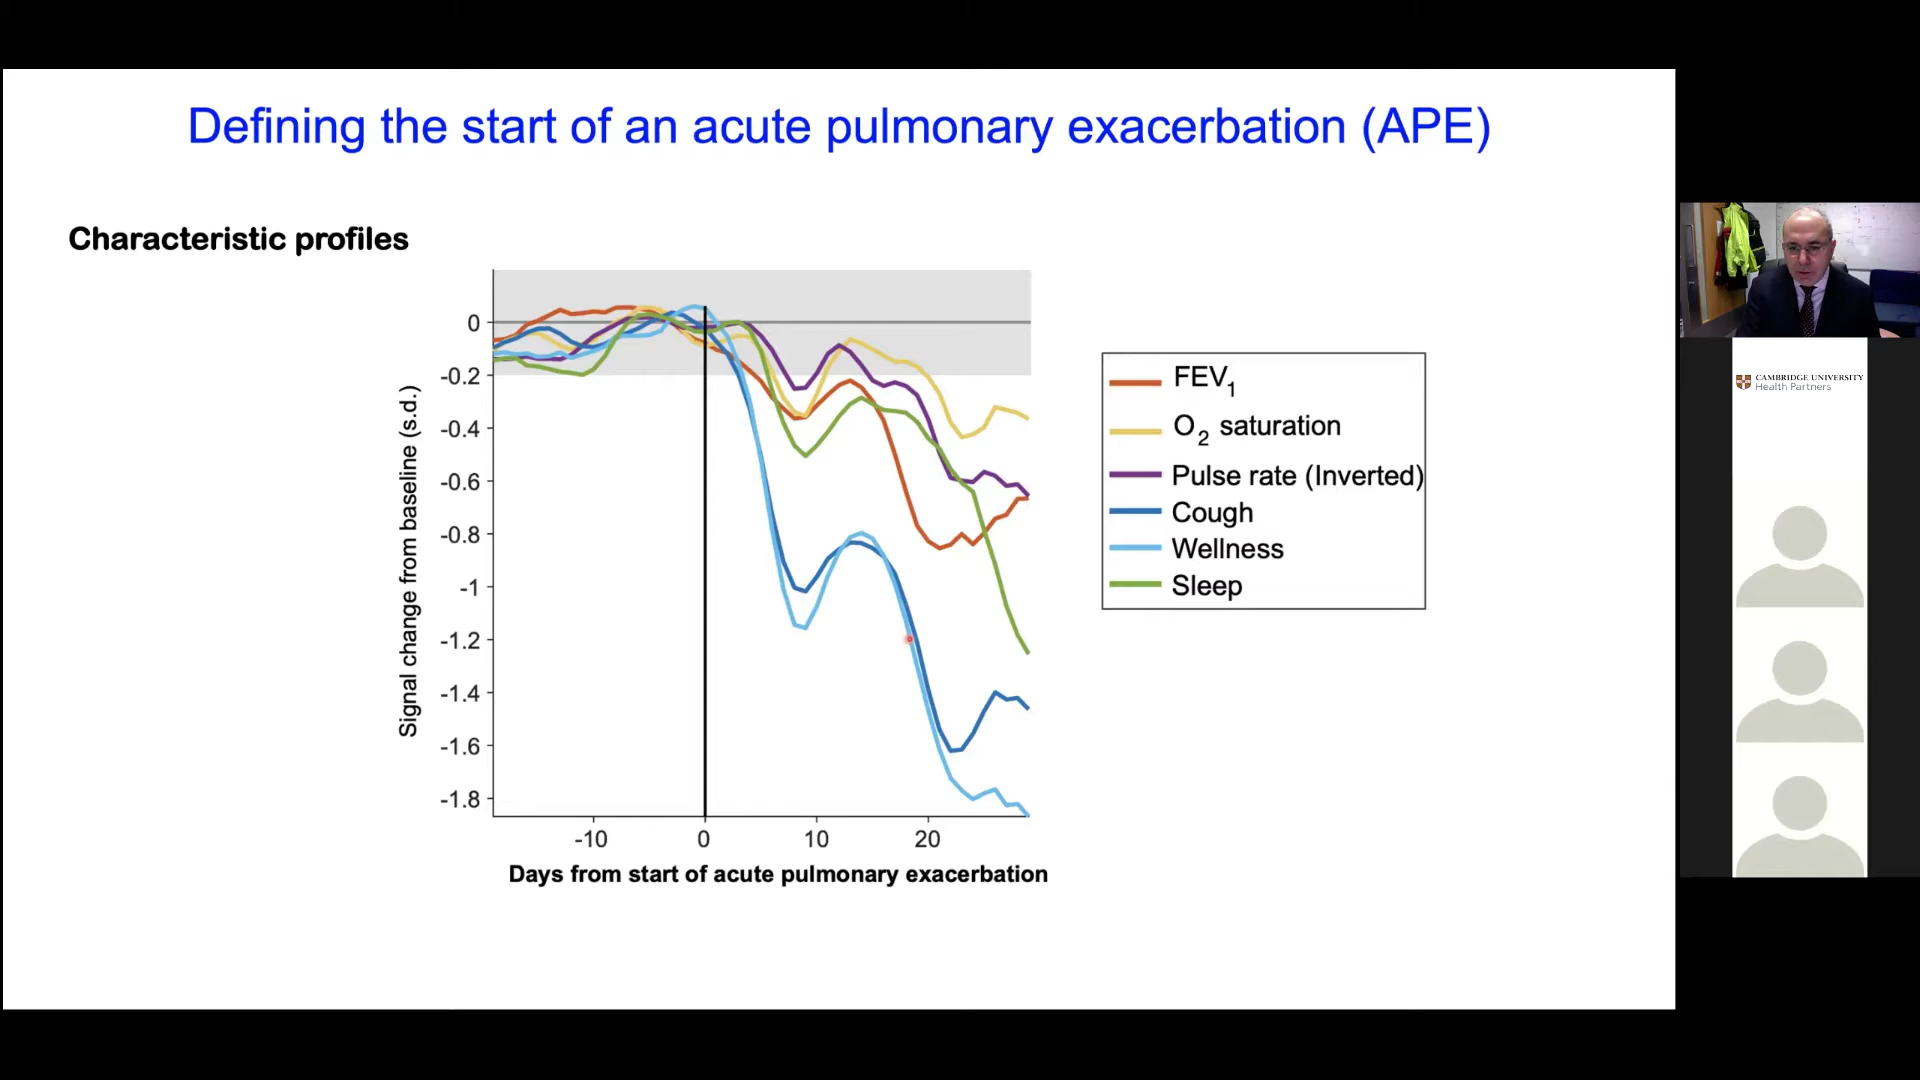 Defining the start of an acute pulmonary exacerbation (APE)
Characteristic profiles
Signal change from baseline (s.d.)
0
-0.2
-0.4
-0.6
-0.8
-1
-1.2
-1.4
-1.6
-1.8
-10 0 10 20
Days from start of acute pulmonary exacerbation
FEV1
O2 saturation
Pulse rate (Inverted)
Cough
Wellness
Sleep
CAMBRIDGE UNIVERSITY
Health Partners